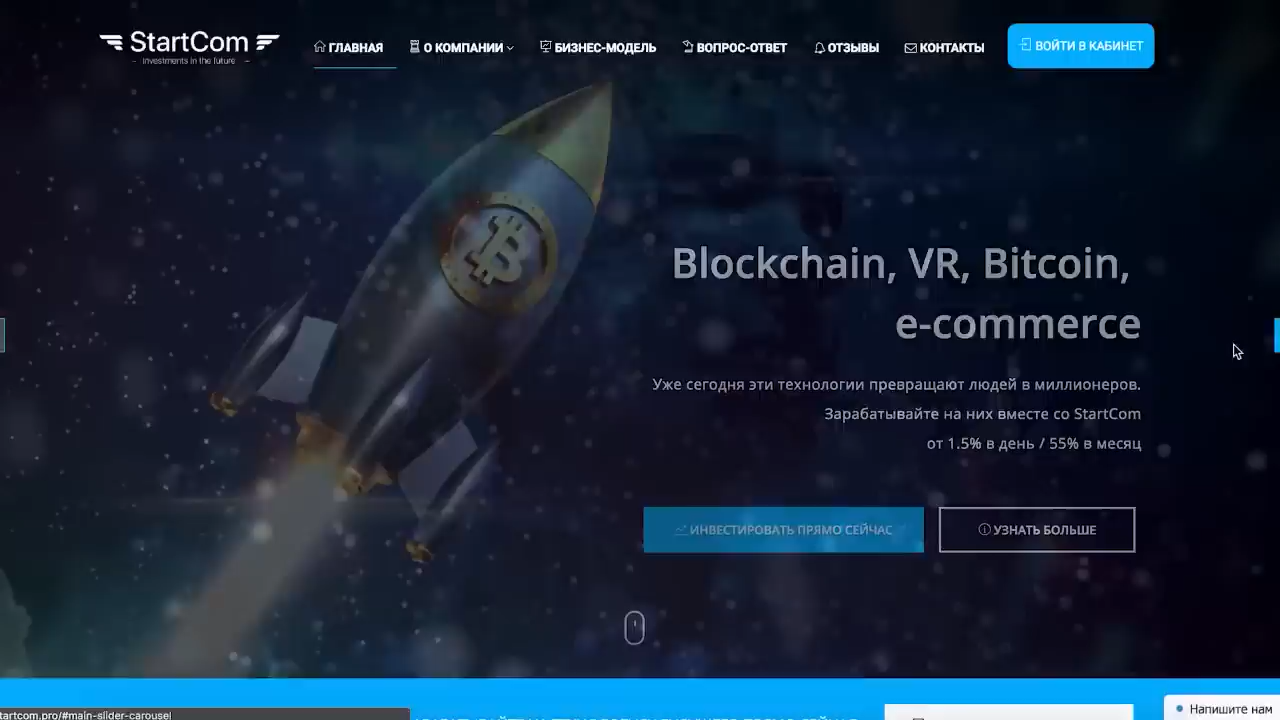 StartCom
investments in the future
ГЛАВНАЯ
О КОМПАНИИ
БИЗНЕС-МОДЕЛЬ
ВОПРОС-ОТВЕТ
ОТЗЫВЫ
КОНТАКТЫ
ВОЙТИ В КАБИНЕТ
Blockchain, VR, Bitcoin,
e-commerce
Уже сегодня эти технологии превращают людей в миллионеров.
Зарабатывайте на них вместе со StartCom
от 1.5% в день / 55% в месяц
ИНВЕСТИРОВАТЬ ПРЯМО СЕЙЧАС
УЗНАТЬ БОЛЬШЕ
tartcom.pro/#main-slider-carousel
Напишите нам